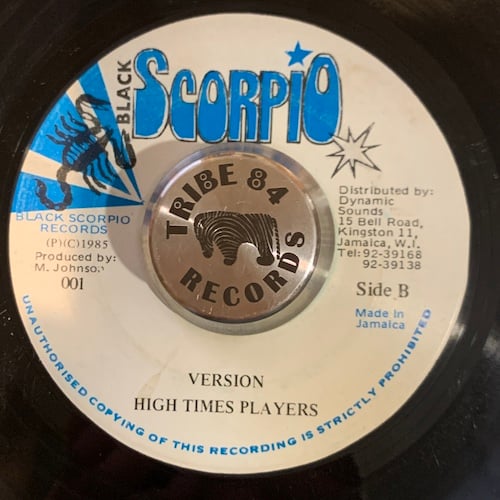 BLACK
SCORPIO
BLACK SCORPIO
RECORDS
(P)(C)1985
Produced by:
M. Johnson
001
TRIBE 84
RECORDS
Distributed by:
Dynamic
Sounds
15 Bell Road,
Kingston 11,
Jamaica, W.I.
Tel:92-39168
92-39138
Side B
Made In
Jamaica
VERSION
HIGH TIMES PLAYERS
UNAUTHORISED COPYING OF THIS RECORDING IS STRICTLY PROHIBITED